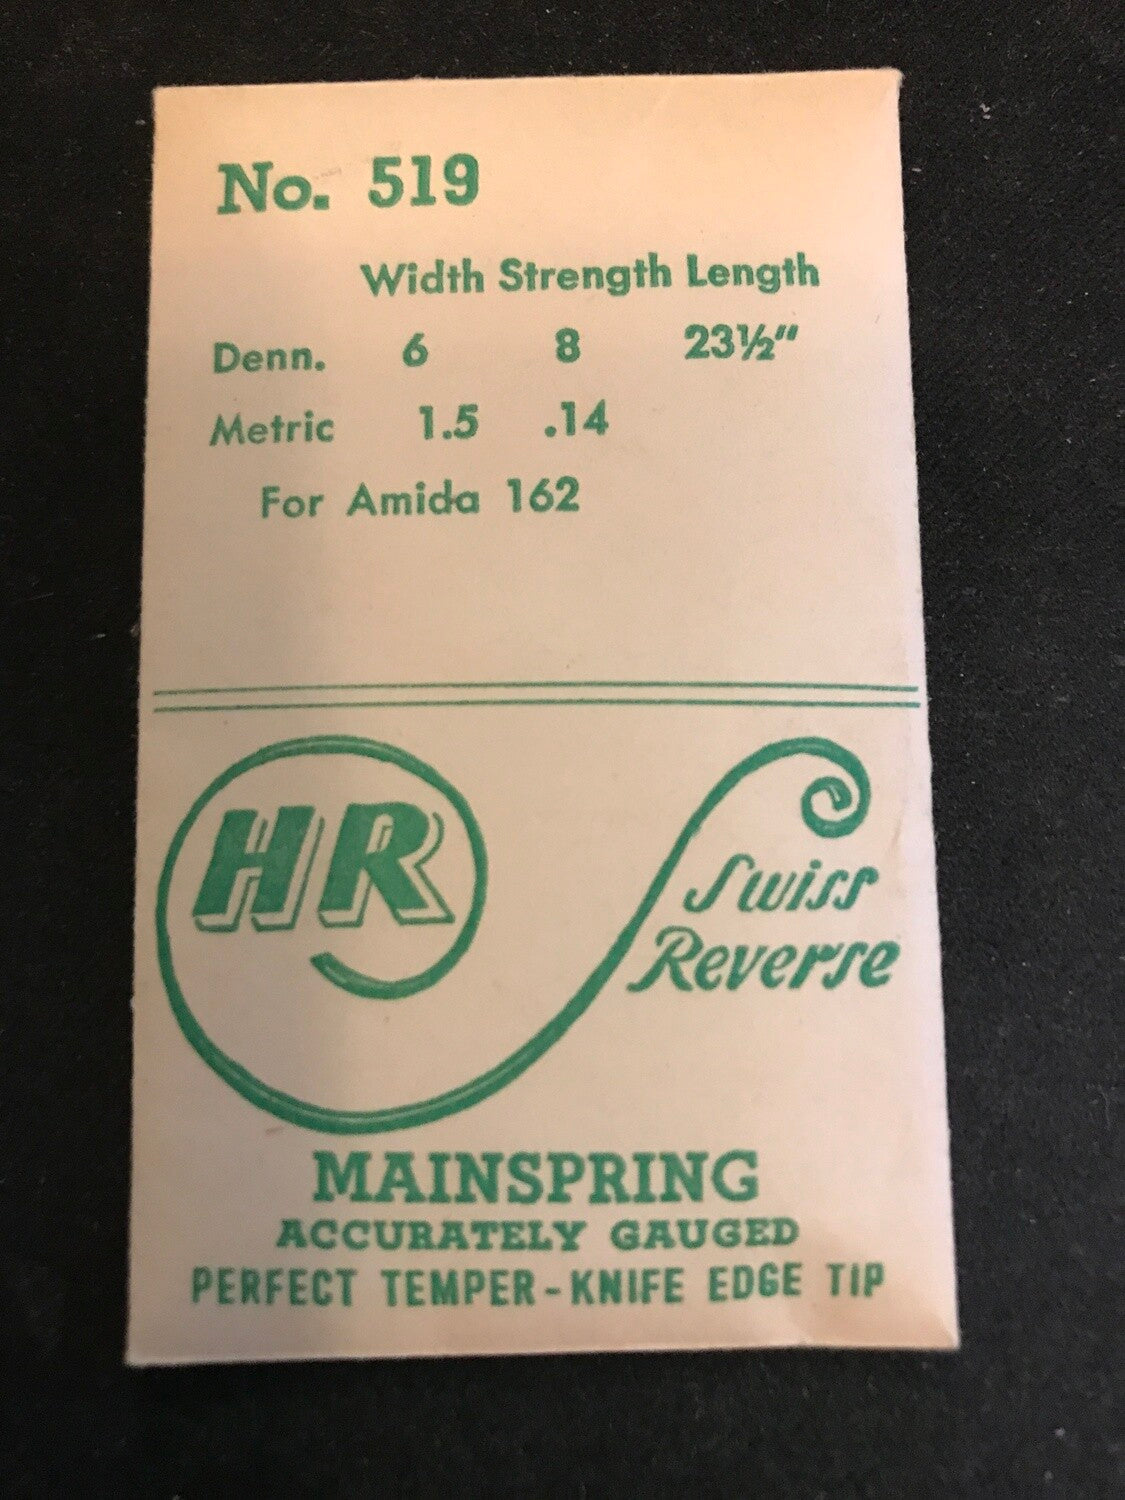 No. 519
Width Strength Length
Denn. 6 8 23½"
Metric 1.5 .14
For Amida 162
HR
Swiss
Reverse
MAINSPRING
ACCURATELY GAUGED
PERFECT TEMPER-KNIFE EDGE TIP